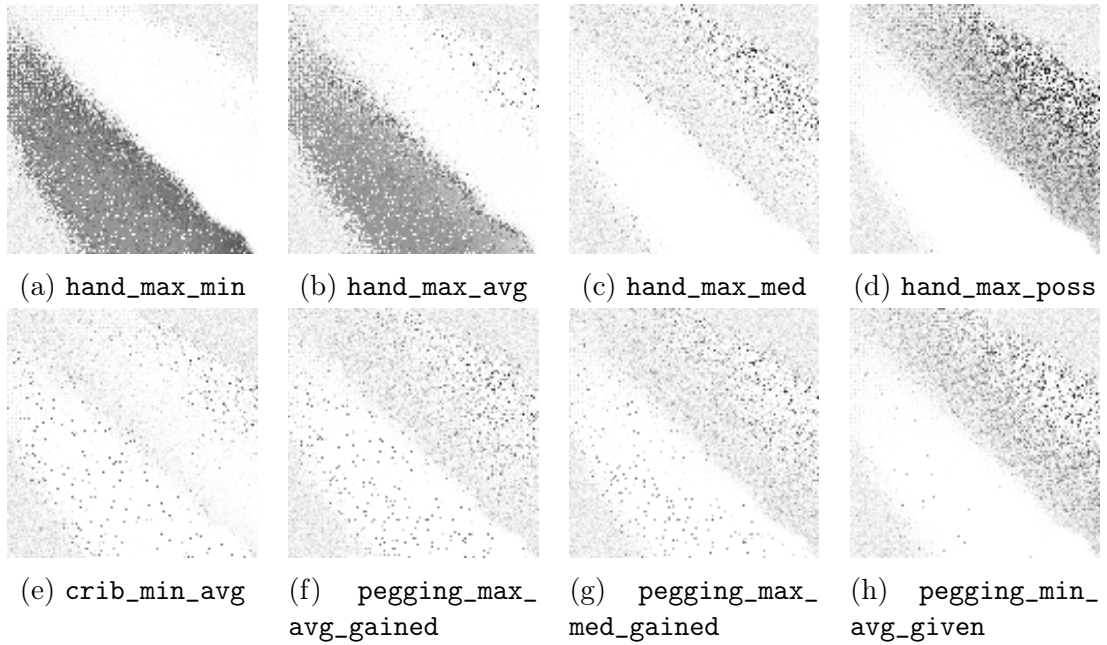 (a) hand_max_min (b) hand_max_avg (c) hand_max_med (d) hand_max_poss
(e) crib_min_avg (f) pegging_max_ (g) pegging_max_ (h) pegging_min_
avg_gained med_gained avg_given